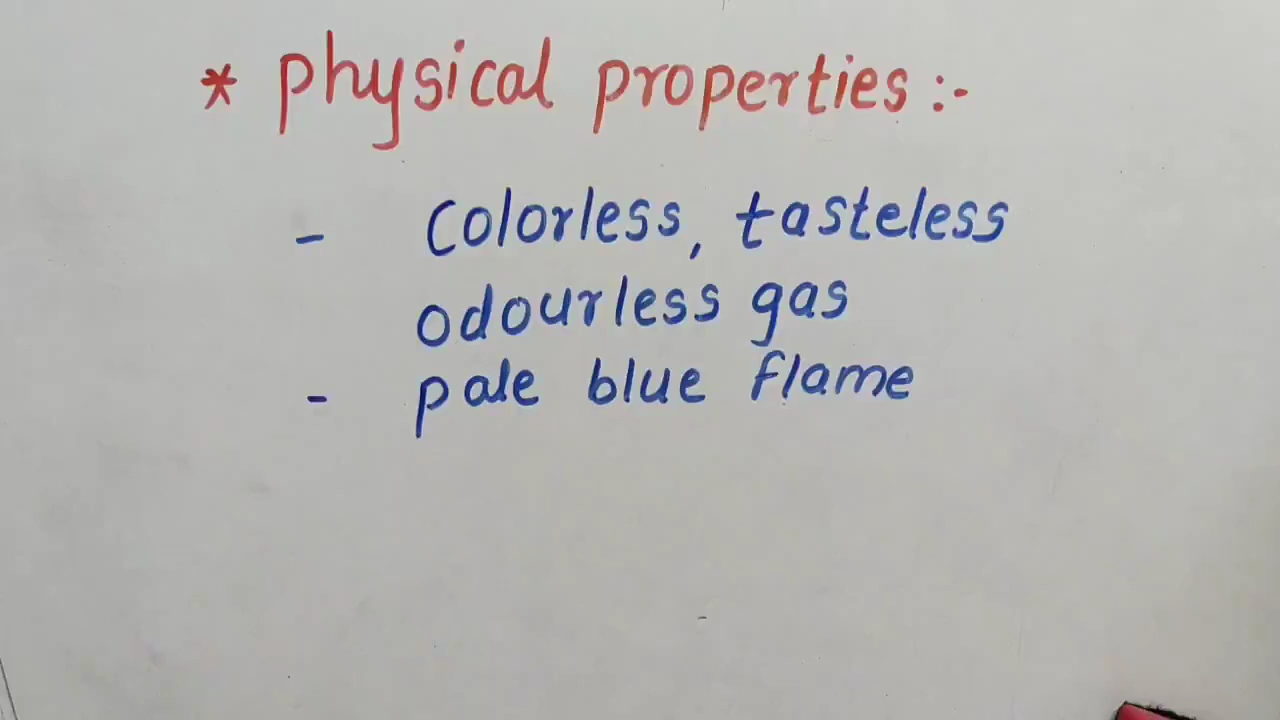 * physical properties :-
- Colorless, tasteless
odourless gas
- pale blue flame